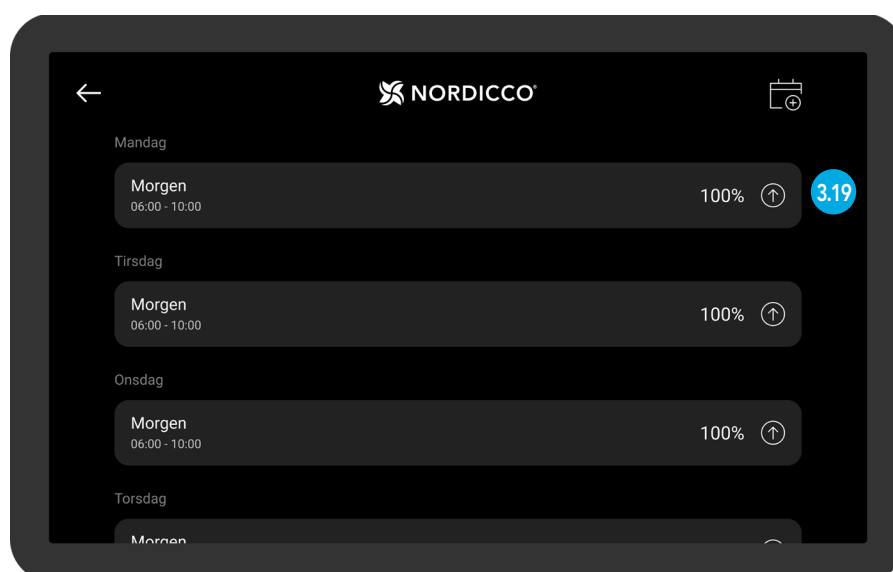 NORDICCO®
Mandag
Morgen
06:00 - 10:00
100%
3.19
Tirsdag
Morgen
06:00 - 10:00
100%
Onsdag
Morgen
06:00 - 10:00
100%
Torsdag
Morgen